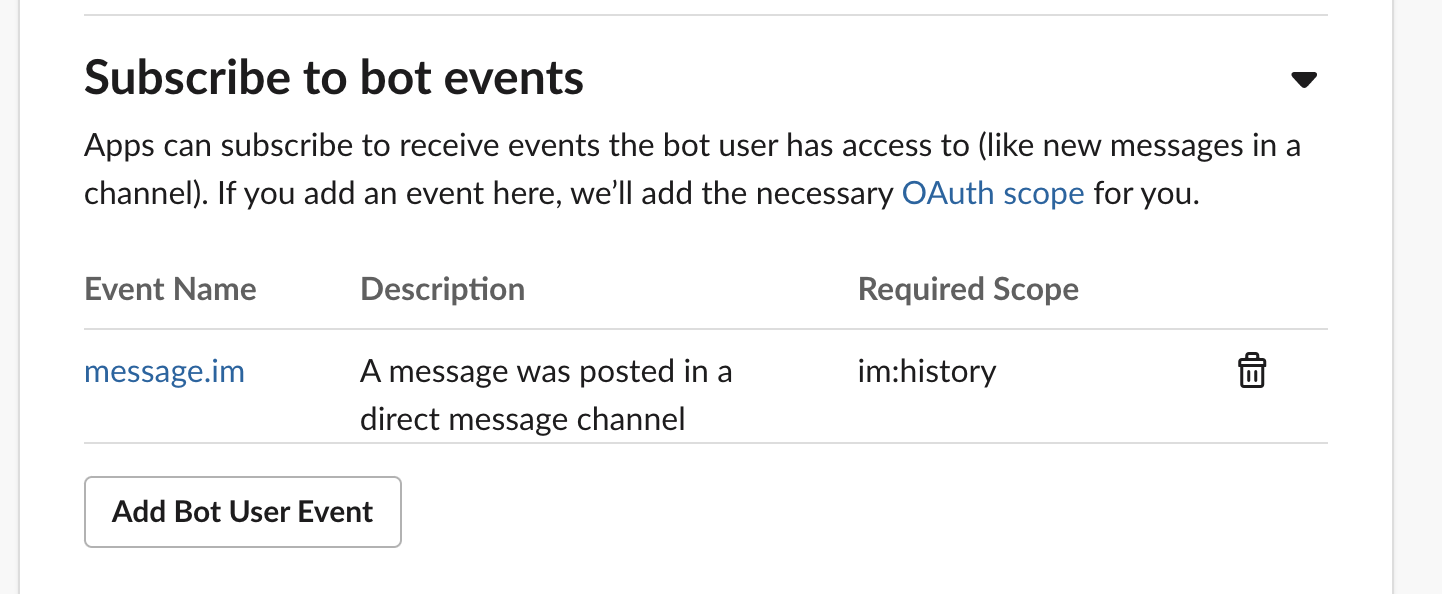 Subscribe to bot events
Apps can subscribe to receive events the bot user has access to (like new messages in a
channel). If you add an event here, we’ll add the necessary OAuth scope for you.
Event Name Description Required Scope
message.im A message was posted in a im:history
direct message channel
Add Bot User Event